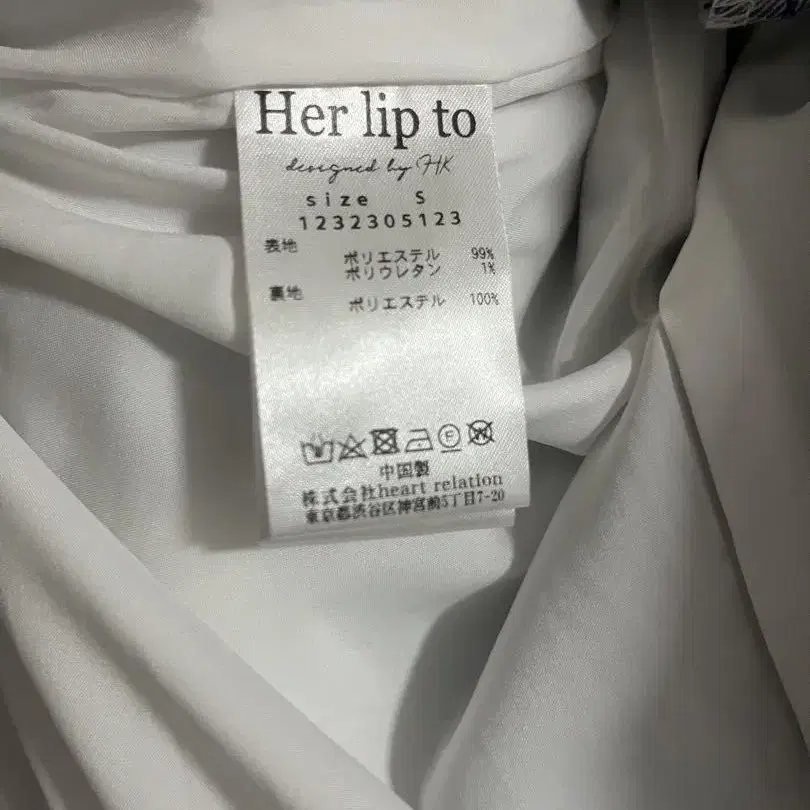 Her lip to
designed by HK
size S
1232305123
表地
ポリエステル 99%
ポリウレタン 1%
裏地
ポリエステル 100%
F W
中国製
株式会社heart relation
東京都渋谷区神宮前5丁目7-20